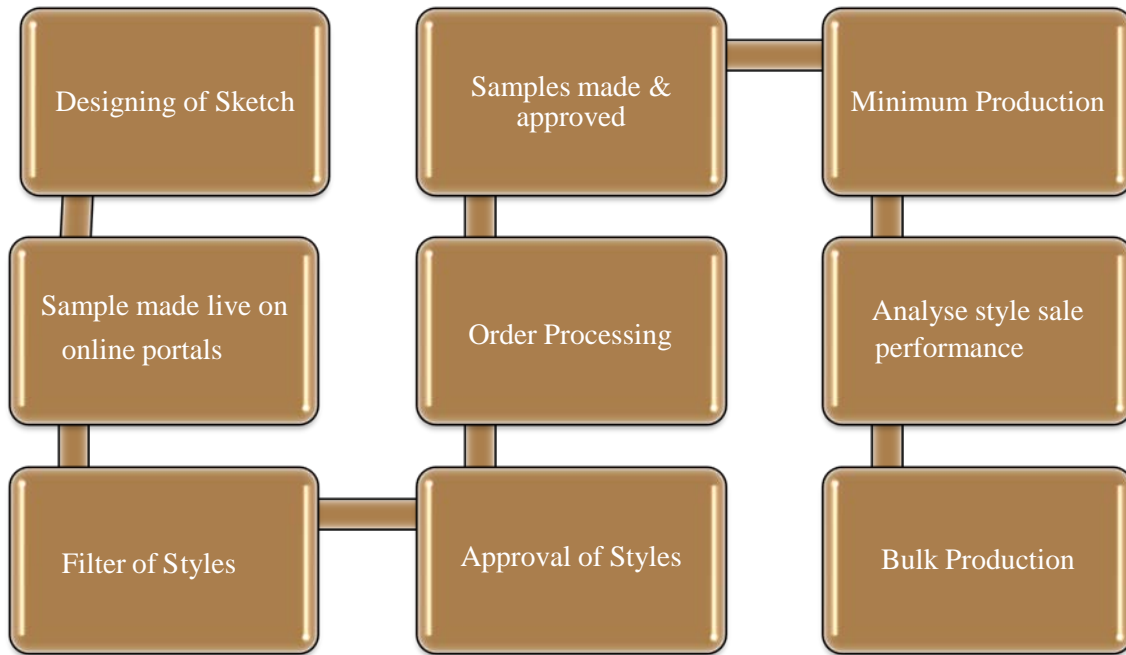 Designing of Sketch
Sample made live on
online portals
Filter of Styles
Approval of Styles
Order Processing
Samples made &
approved
Minimum Production
Analyse style sale
performance
Bulk Production